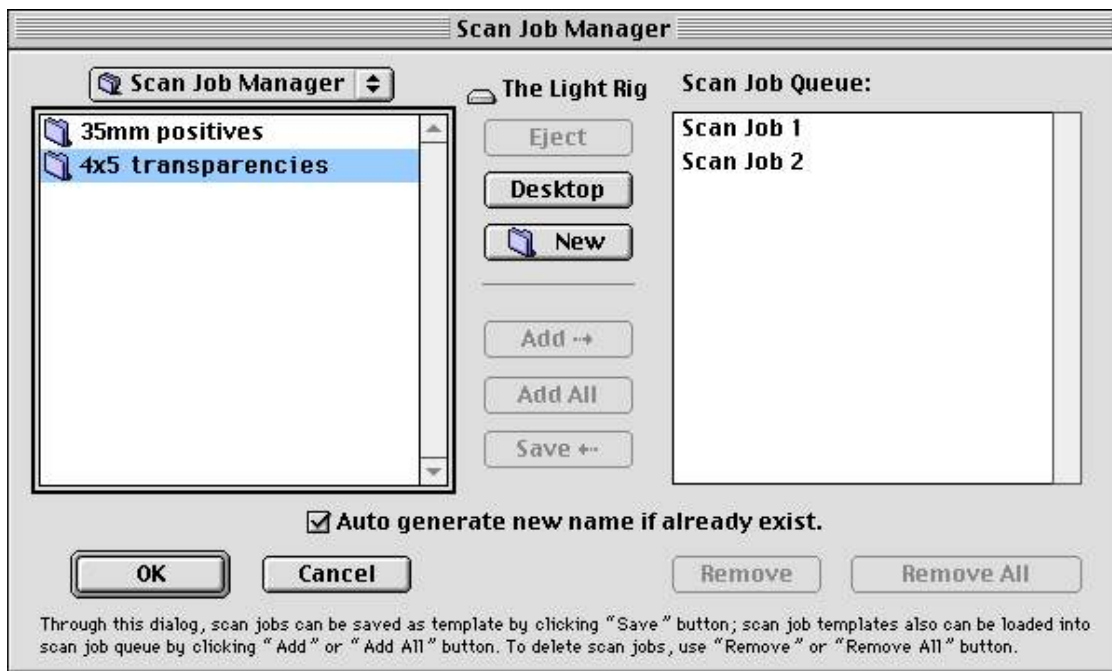 Scan Job Manager
Scan Job Manager
The Light Rig
Scan Job Queue:
35mm positives
4x5 transparencies
Eject
Desktop
New
Add
Add All
Save
Scan Job 1
Scan Job 2
Auto generate new name if already exist.
OK
Cancel
Remove
Remove All
Through this dialog, scan jobs can be saved as template by clicking "Save" button; scan job templates also can be loaded into
scan job queue by clicking "Add" or "Add All" button. To delete scan jobs, use "Remove" or "Remove All" button.